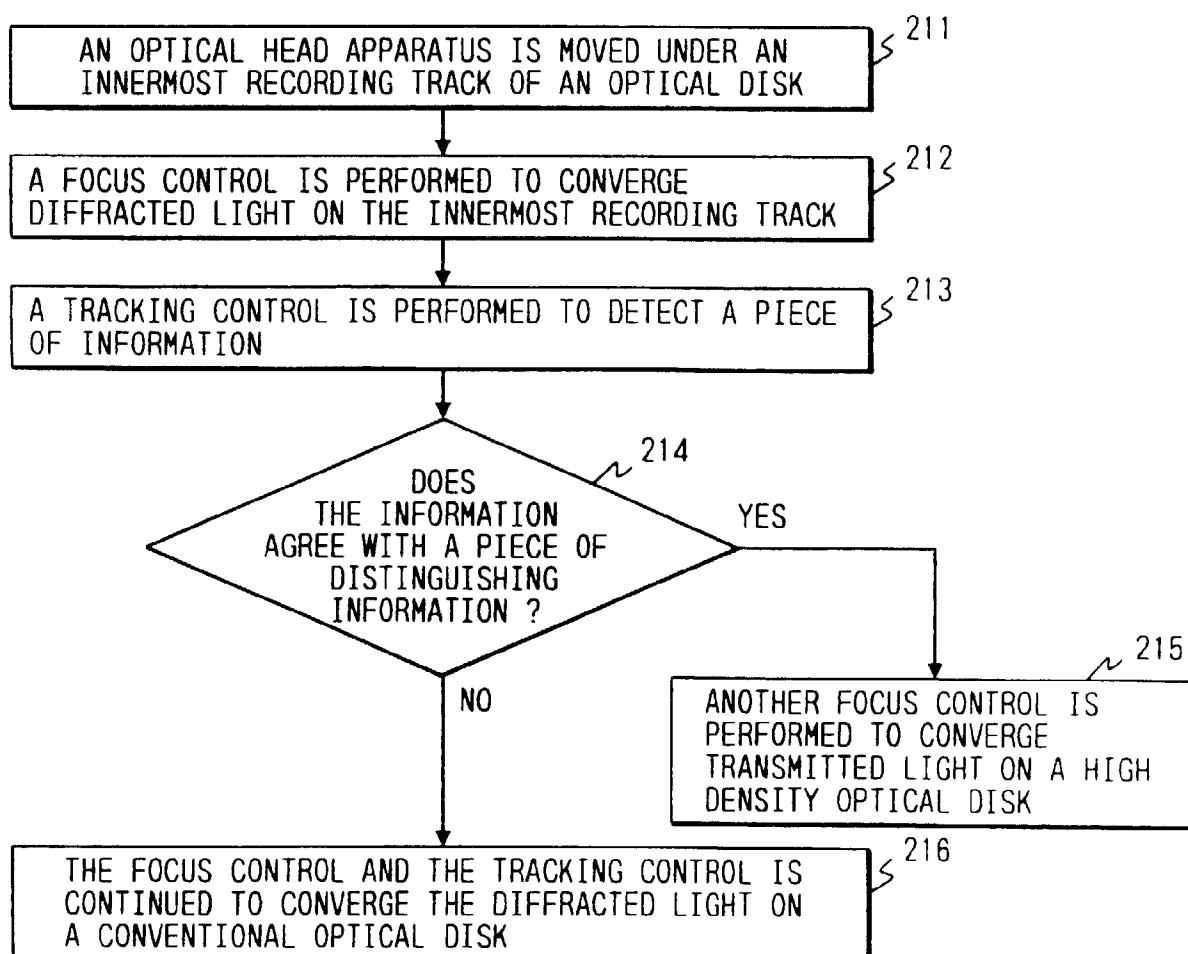 211
AN OPTICAL HEAD APPARATUS IS MOVED UNDER AN
INNERMOST RECORDING TRACK OF AN OPTICAL DISK
212
A FOCUS CONTROL IS PERFORMED TO CONVERGE
DIFFRACTED LIGHT ON THE INNERMOST RECORDING TRACK
213
A TRACKING CONTROL IS PERFORMED TO DETECT A PIECE
OF INFORMATION
214
DOES
THE INFORMATION
AGREE WITH A PIECE OF
DISTINGUISHING
INFORMATION ?
YES
NO
215
ANOTHER FOCUS CONTROL IS
PERFORMED TO CONVERGE
TRANSMITTED LIGHT ON A HIGH
DENSITY OPTICAL DISK
216
THE FOCUS CONTROL AND THE TRACKING CONTROL IS
CONTINUED TO CONVERGE THE DIFFRACTED LIGHT ON
A CONVENTIONAL OPTICAL DISK